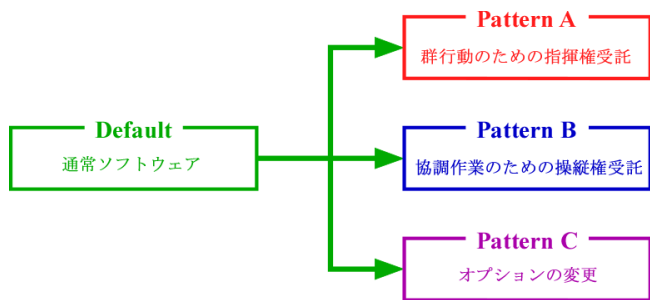 Pattern A
群行動のための指揮権受託
Default
通常ソフトウェア
Pattern B
協調作業のための操縦権受託
Pattern C
オプションの変更